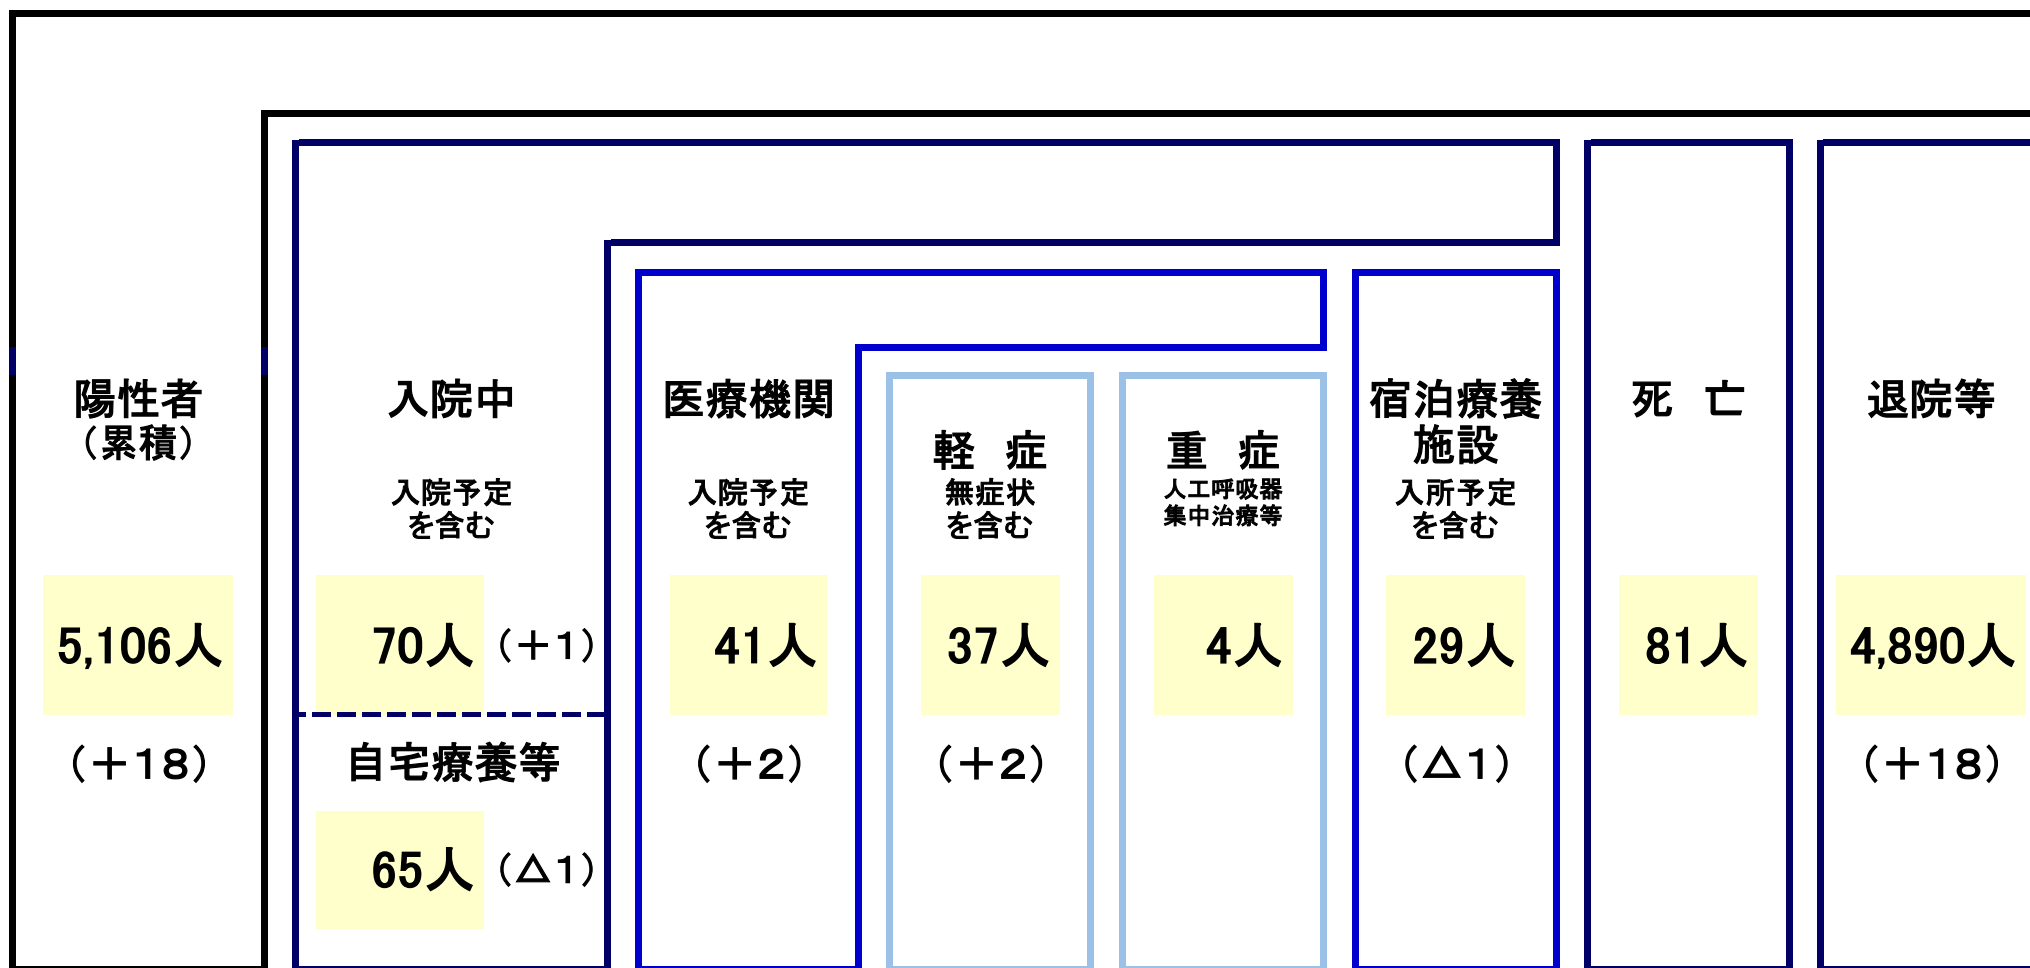 陽性者
（累積）
5,106人
（＋18）
入院中
入院予定
を含む
70人（＋1）
自宅療養等
65人（△1）
医療機関
入院予定
を含む
41人
（＋2）
軽　症
無症状
を含む
37人
（＋2）
重　症
人工呼吸器
集中治療等
4人
宿泊療養
施設
入所予定
を含む
29人
（△1）
死　亡
81人
退院等
4,890人
（＋18）